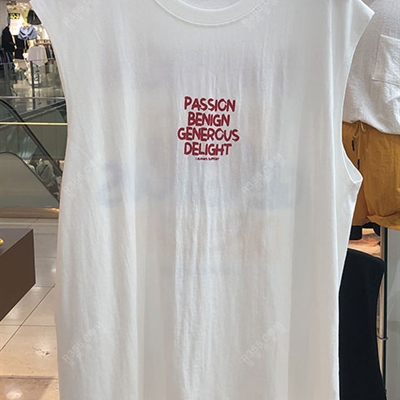 PASSION
BENIGN
GENEROUS
DELIGHT